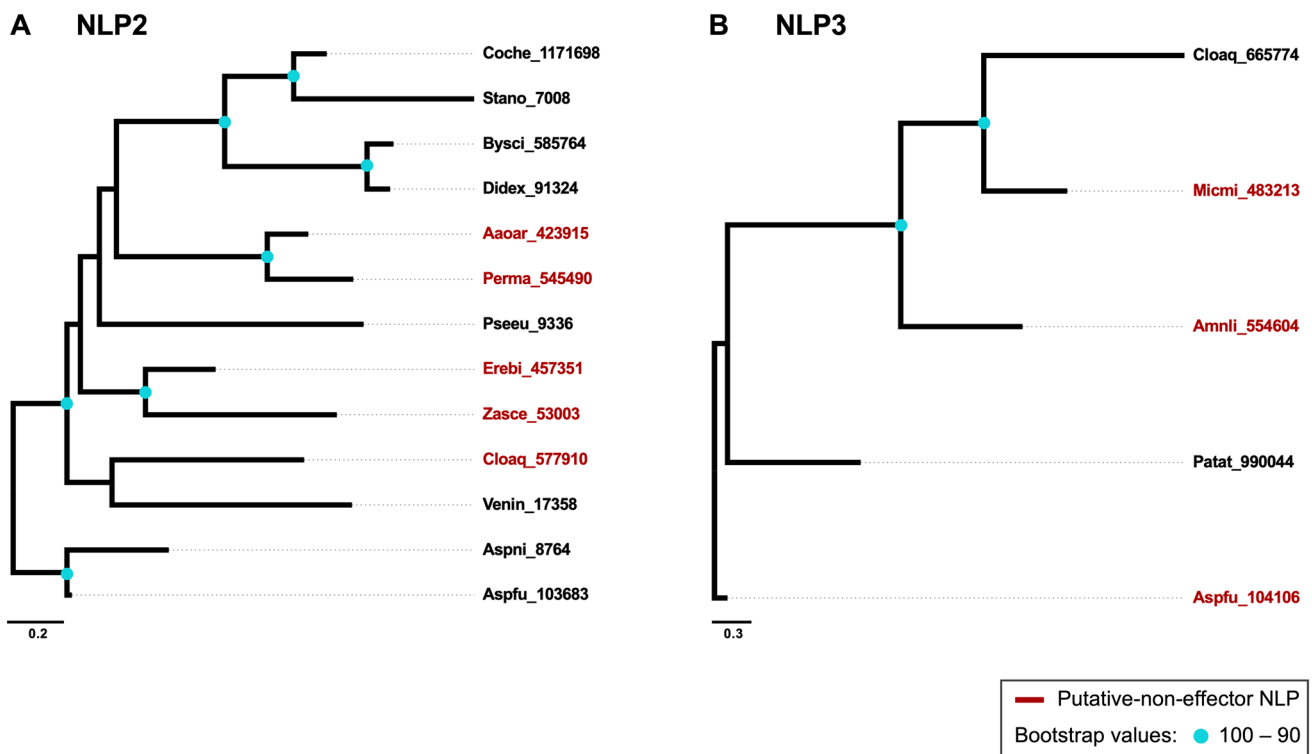 A NLP2
Coche_1171698
Stano_7008
Bysci_585764
Didex_91324
Aaoar_423915
Perma_545490
Pseeu_9336
Erebi_457351
Zasce_53003
Cloaq_577910
Venin_17358
Aspni_8764
Aspfu_103683
0.2
B NLP3
Cloaq_665774
Micmi_483213
Amnli_554604
Patat_990044
Aspfu_104106
0.3
Putative-non-effector NLP
Bootstrap values: 100 – 90